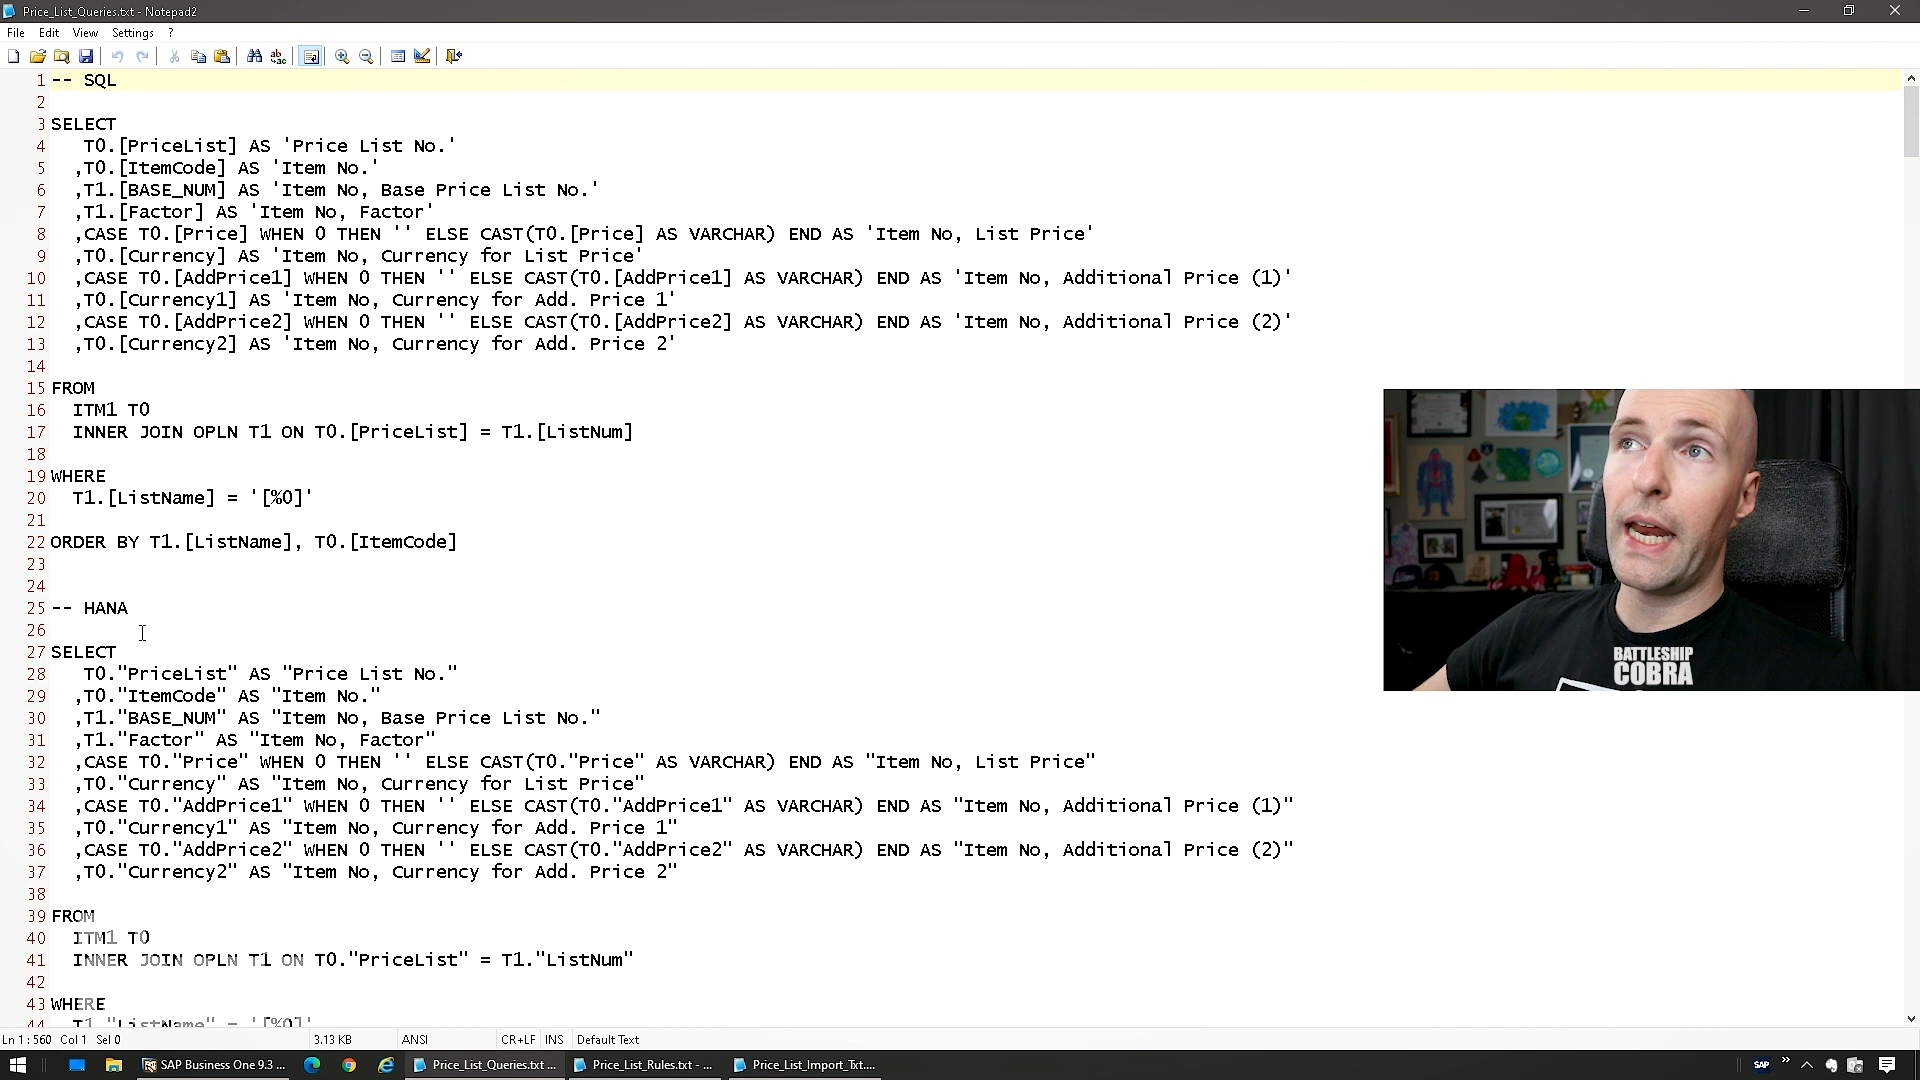 Price_List_Queries.txt - Notepad2
File Edit View Settings ?
1 -- SQL
2
3 SELECT
4 T0.[PriceList] AS 'Price List No.'
5 ,T0.[ItemCode] AS 'Item No.'
6 ,T1.[BASE_NUM] AS 'Item No, Base Price List No.'
7 ,T1.[Factor] AS 'Item No, Factor'
8 ,CASE T0.[Price] WHEN 0 THEN '' ELSE CAST(T0.[Price] AS VARCHAR) END AS 'Item No, List Price'
9 ,T0.[Currency] AS 'Item No, Currency for List Price'
10 ,CASE T0.[AddPrice1] WHEN 0 THEN '' ELSE CAST(T0.[AddPrice1] AS VARCHAR) END AS 'Item No, Additional Price (1)'
11 ,T0.[Currency1] AS 'Item No, Currency for Add. Price 1'
12 ,CASE T0.[AddPrice2] WHEN 0 THEN '' ELSE CAST(T0.[AddPrice2] AS VARCHAR) END AS 'Item No, Additional Price (2)'
13 ,T0.[Currency2] AS 'Item No, Currency for Add. Price 2'
14
15 FROM
16 ITM1 T0
17 INNER JOIN OPLN T1 ON T0.[PriceList] = T1.[ListNum]
18
19 WHERE
20 T1.[ListName] = '[%0]'
21
22 ORDER BY T1.[ListName], T0.[ItemCode]
23
24
25 -- HANA
26
27 SELECT
28 T0."PriceList" AS "Price List No."
29 ,T0."ItemCode" AS "Item No."
30 ,T1."BASE_NUM" AS "Item No, Base Price List No."
31 ,T1."Factor" AS "Item No, Factor"
32 ,CASE T0."Price" WHEN 0 THEN '' ELSE CAST(T0."Price" AS VARCHAR) END AS "Item No, List Price"
33 ,T0."Currency" AS "Item No, Currency for List Price"
34 ,CASE T0."AddPrice1" WHEN 0 THEN '' ELSE CAST(T0."AddPrice1" AS VARCHAR) END AS "Item No, Additional Price (1)"
35 ,T0."Currency1" AS "Item No, Currency for Add. Price 1"
36 ,CASE T0."AddPrice2" WHEN 0 THEN '' ELSE CAST(T0."AddPrice2" AS VARCHAR) END AS "Item No, Additional Price (2)"
37 ,T0."Currency2" AS "Item No, Currency for Add. Price 2"
38
39 FROM
40 ITM1 T0
41 INNER JOIN OPLN T1 ON T0."PriceList" = T1."ListNum"
42
43 WHERE
44 T1."ListName" = '[%0]'
BATTLESHIP
COBRA
Ln 1 : 560 Col 1 Sel 0 3.13 KB ANSI CR+LF INS Default Text
SAP Business One 9.3 ... Price_List_Queries.txt ... Price_List_Rules.txt - ... Price_List_Import_Txt.... SAP